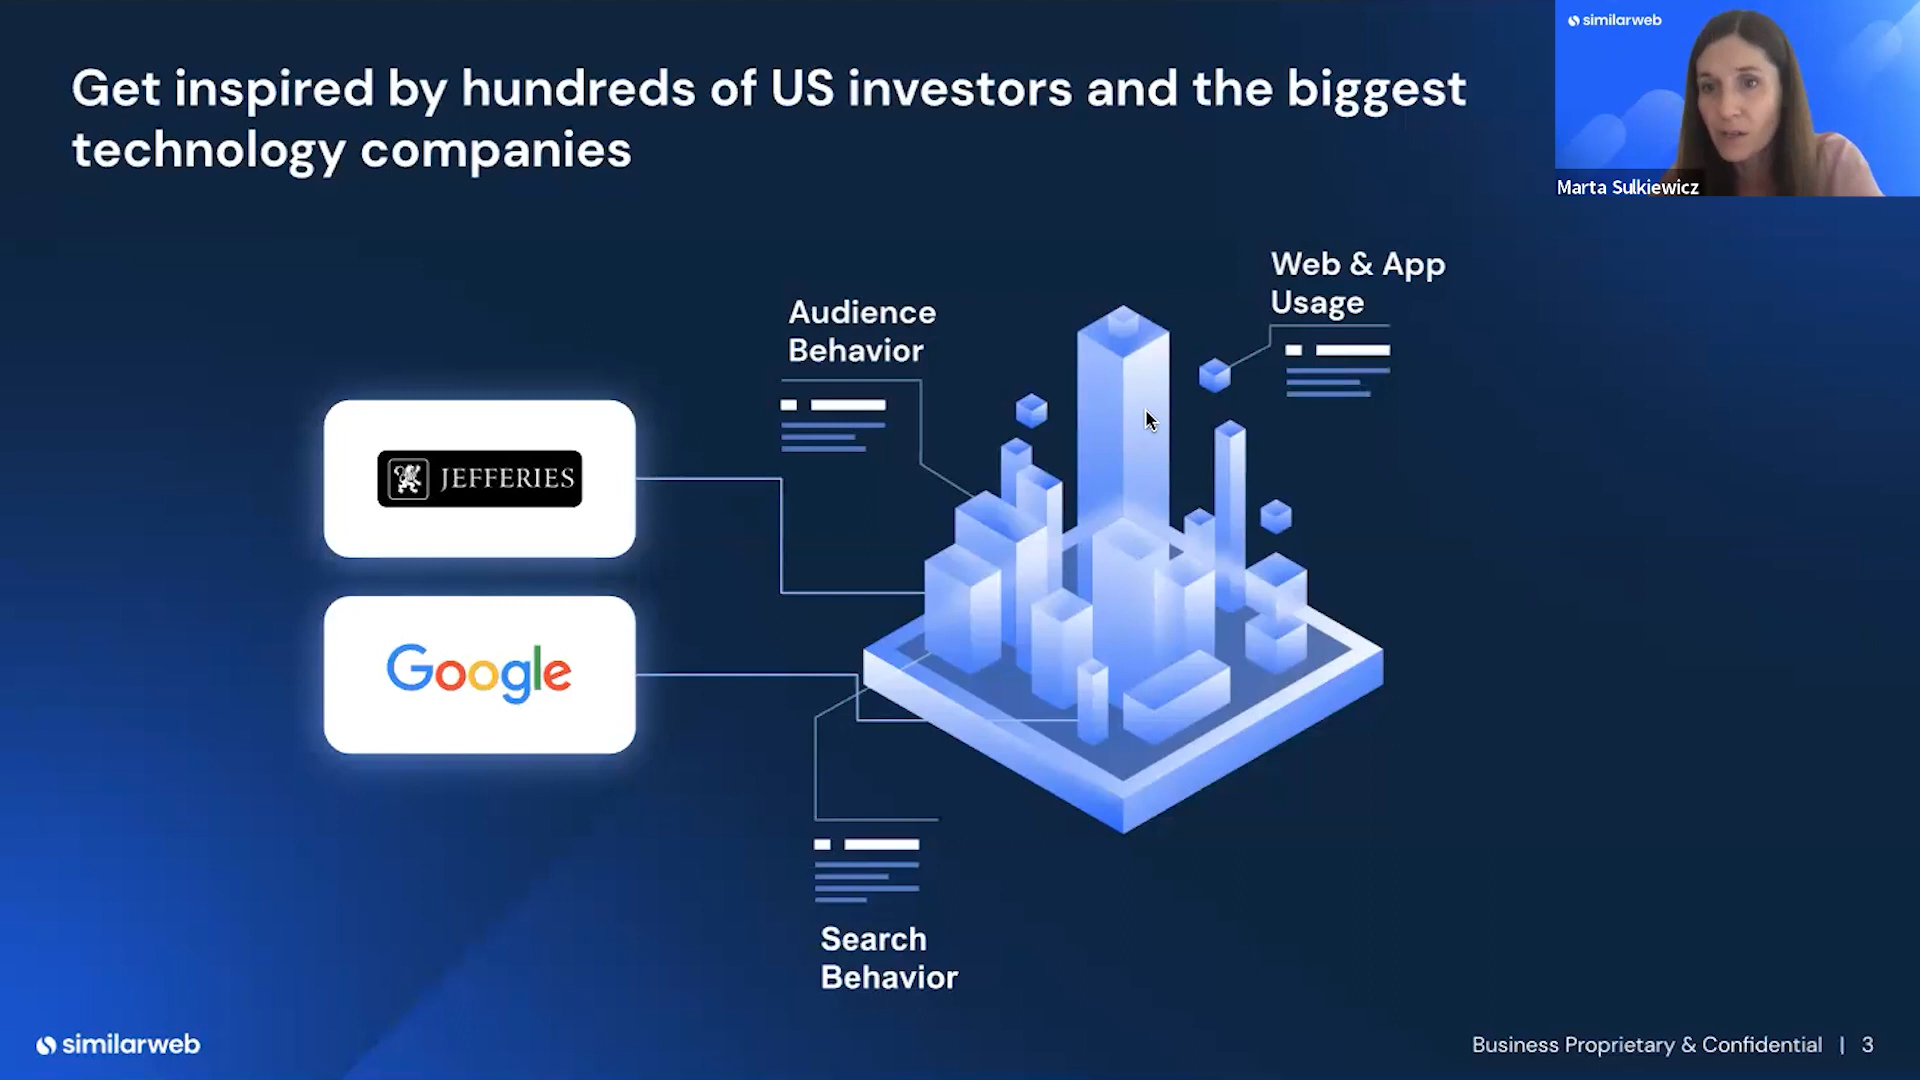 Get inspired by hundreds of US investors and the biggest
technology companies
similarweb
Marta Sulkiewicz
Web & App
Usage
Audience
Behavior
JEFFERIES
Google
Search
Behavior
similarweb
Business Proprietary & Confidential | 3